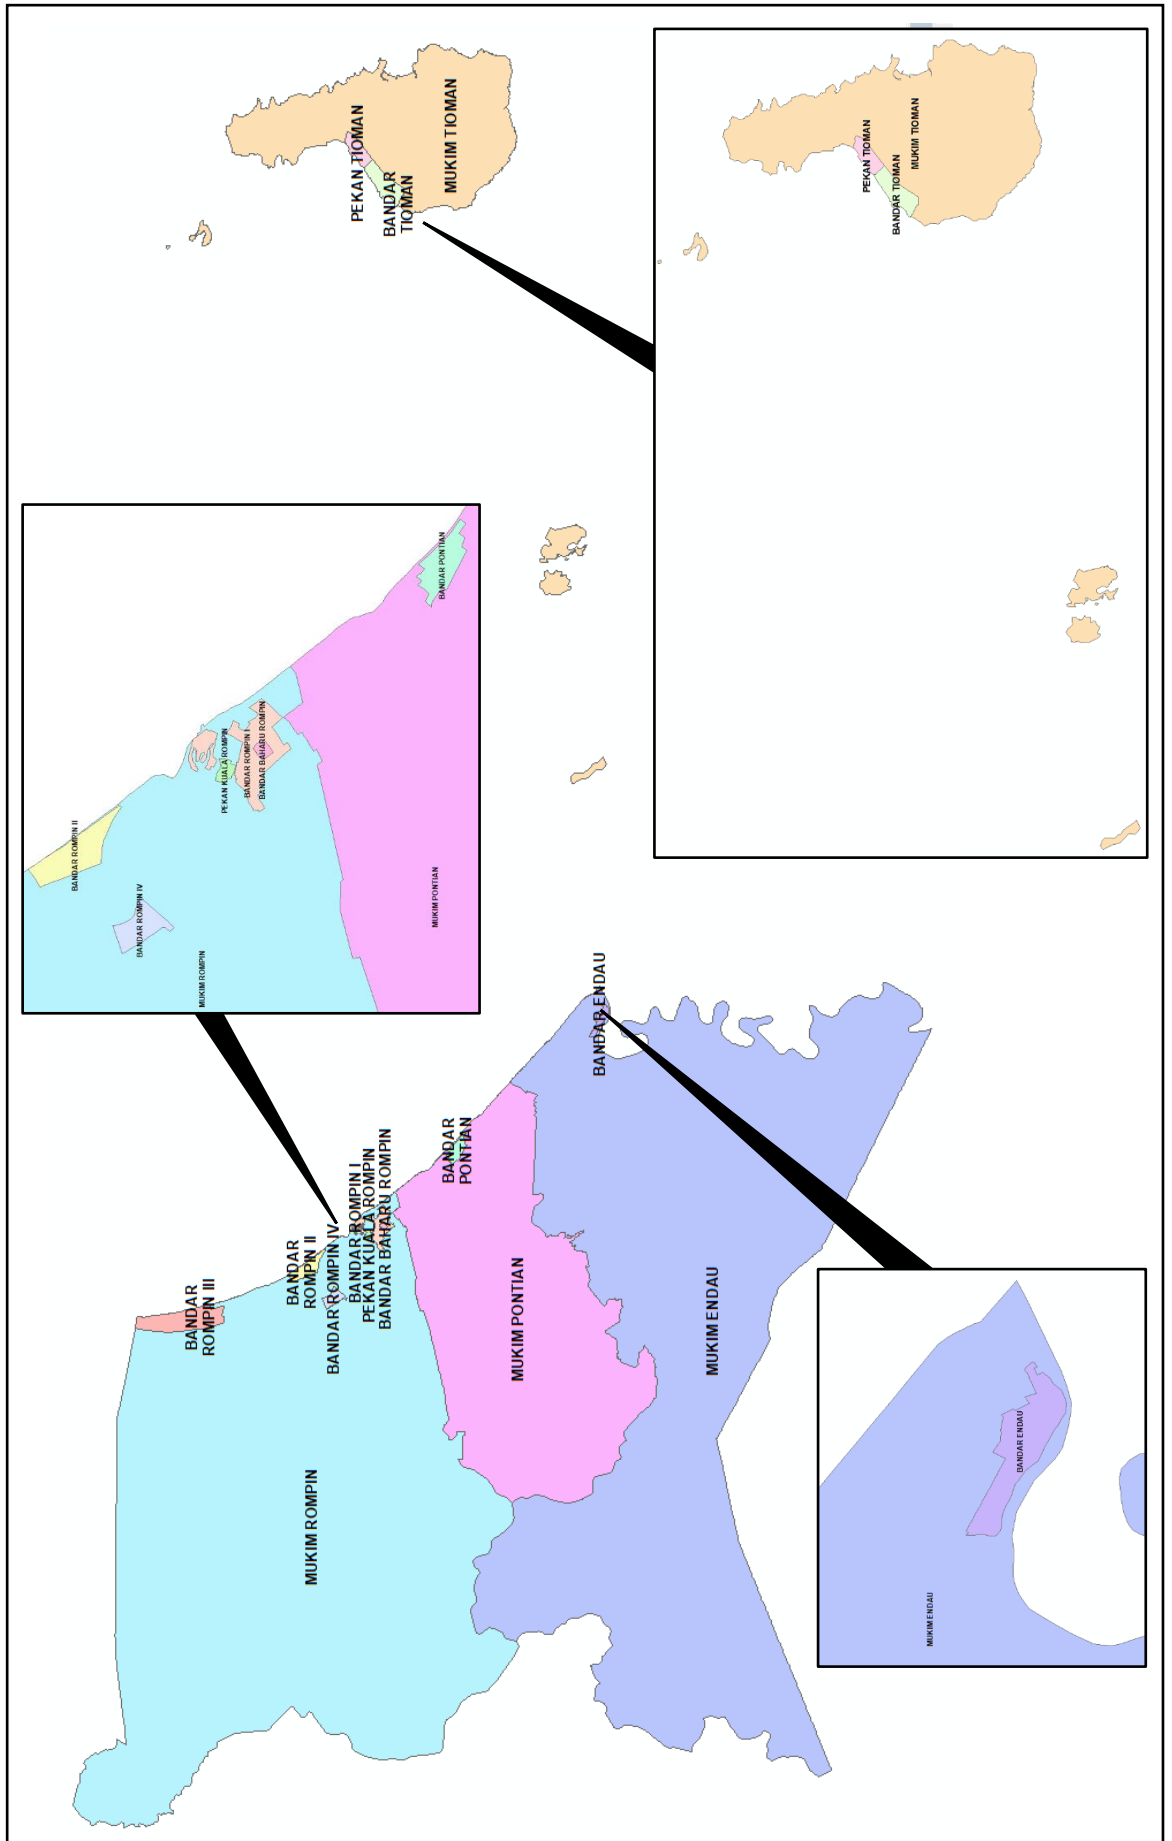 PEKAN TIOMAN
BANDAR
TIOMAN
MUKIM TIOMAN
PEKAN TIOMAN
BANDAR TIOMAN
MUKIM TIOMAN
BANDAR ROMPIN II
BANDAR ROMPIN IV
MUKIM ROMPIN
PEKAN KUALA ROMPIN
BANDAR ROMPIN I
BANDAR BAHARU ROMPIN
MUKIM PONTIAN
BANDAR PONTIAN
BANDAR
ROMPIN III
BANDAR
ROMPIN II
BANDAR ROMPIN IV
BANDAR ROMPIN I
PEKAN KUALA ROMPIN
BANDAR BAHARU ROMPIN
BANDAR
PONTIAN
BANDAR ENDAU
MUKIM ROMPIN
MUKIM PONTIAN
MUKIM ENDAU
MUKIM ENDAU
BANDAR ENDAU